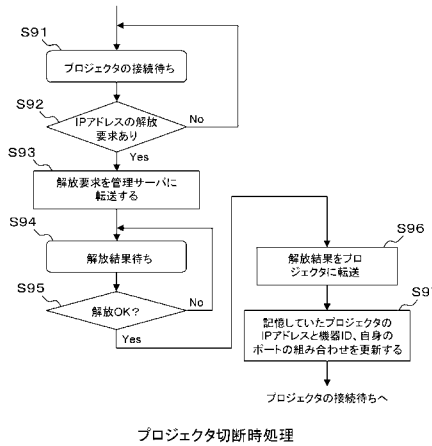 S91
プロジェクタの接続待ち
S92
IPアドレスの解放
要求あり
No
Yes
S93
解放要求を管理サーバに
転送する
S94
解放結果待ち
S95
解放OK?
No
Yes
S96
解放結果をプロ
ジェクタに転送
S97
記憶していたプロジェクタの
IPアドレスと機器ID、自身の
ポートの組み合わせを更新する
プロジェクタの接続待ちへ
プロジェクタ切断時処理